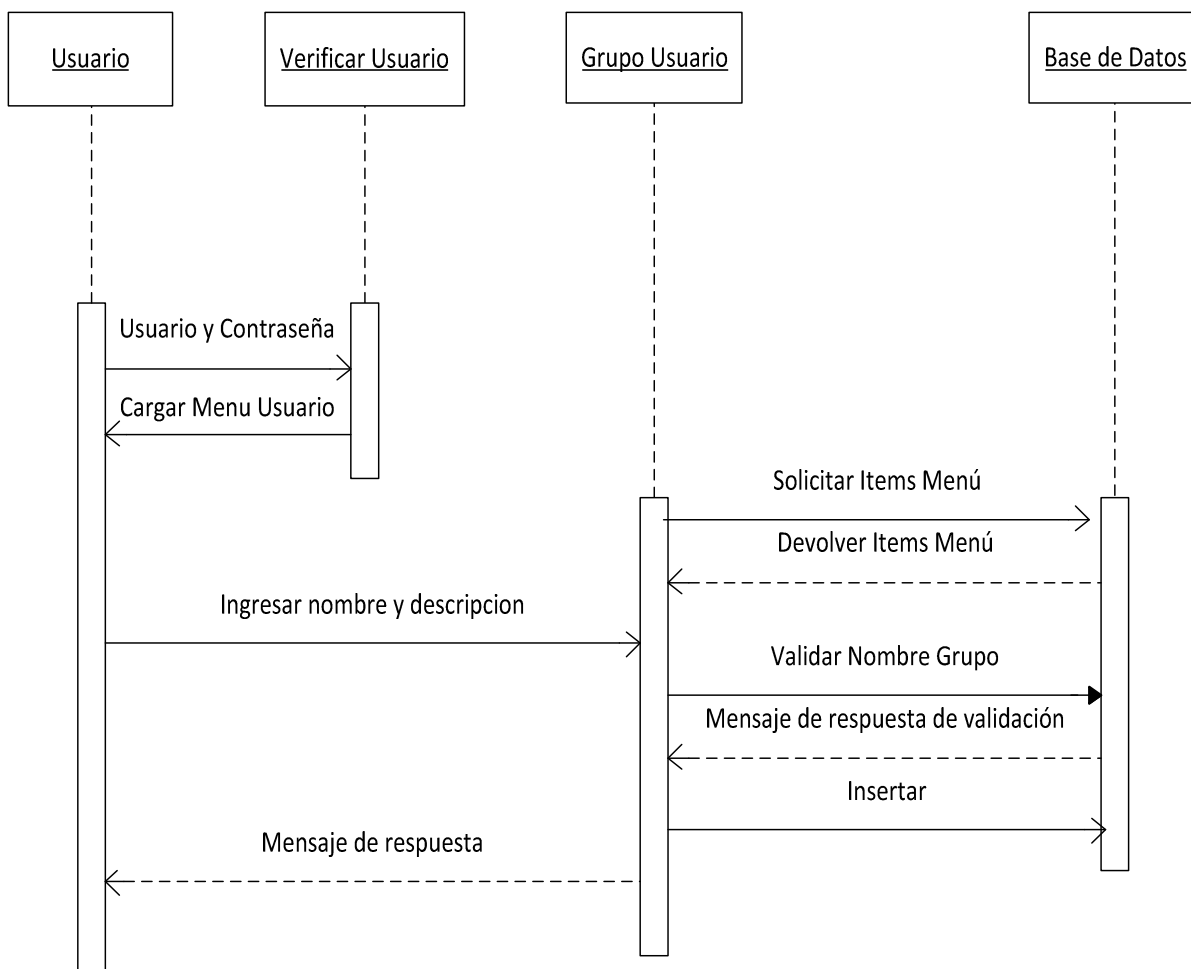 Usuario
Verificar Usuario
Grupo Usuario
Base de Datos
Usuario y Contraseña
Cargar Menu Usuario
Solicitar Items Menú
Devolver Items Menú
Ingresar nombre y descripcion
Validar Nombre Grupo
Mensaje de respuesta de validación
Insertar
Mensaje de respuesta